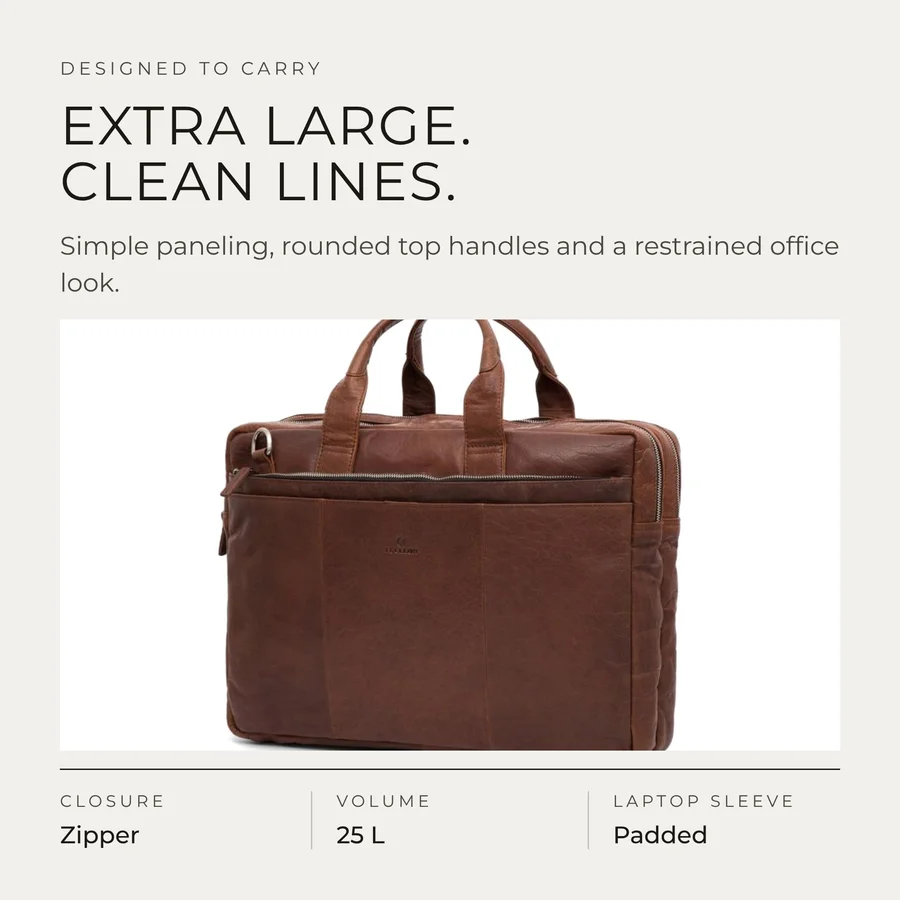 DESIGNED TO CARRY
EXTRA LARGE.
CLEAN LINES.
Simple paneling, rounded top handles and a restrained office
look.
CLOSURE
Zipper
VOLUME
25 L
LAPTOP SLEEVE
Padded